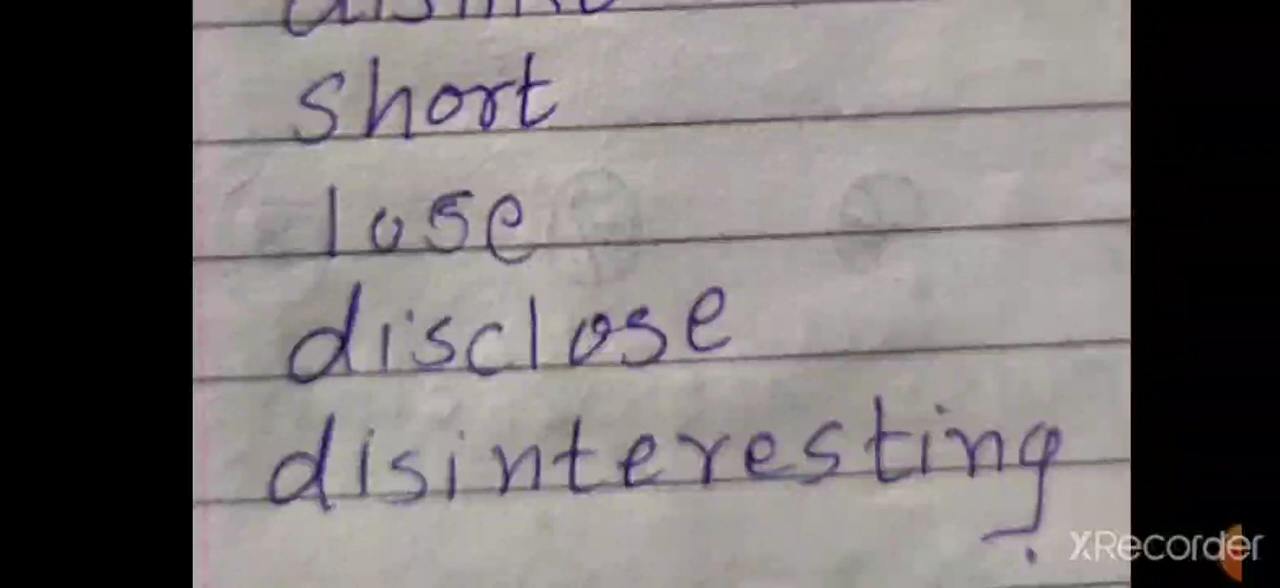 short
lose
disclose
disinteresting
XRecorder